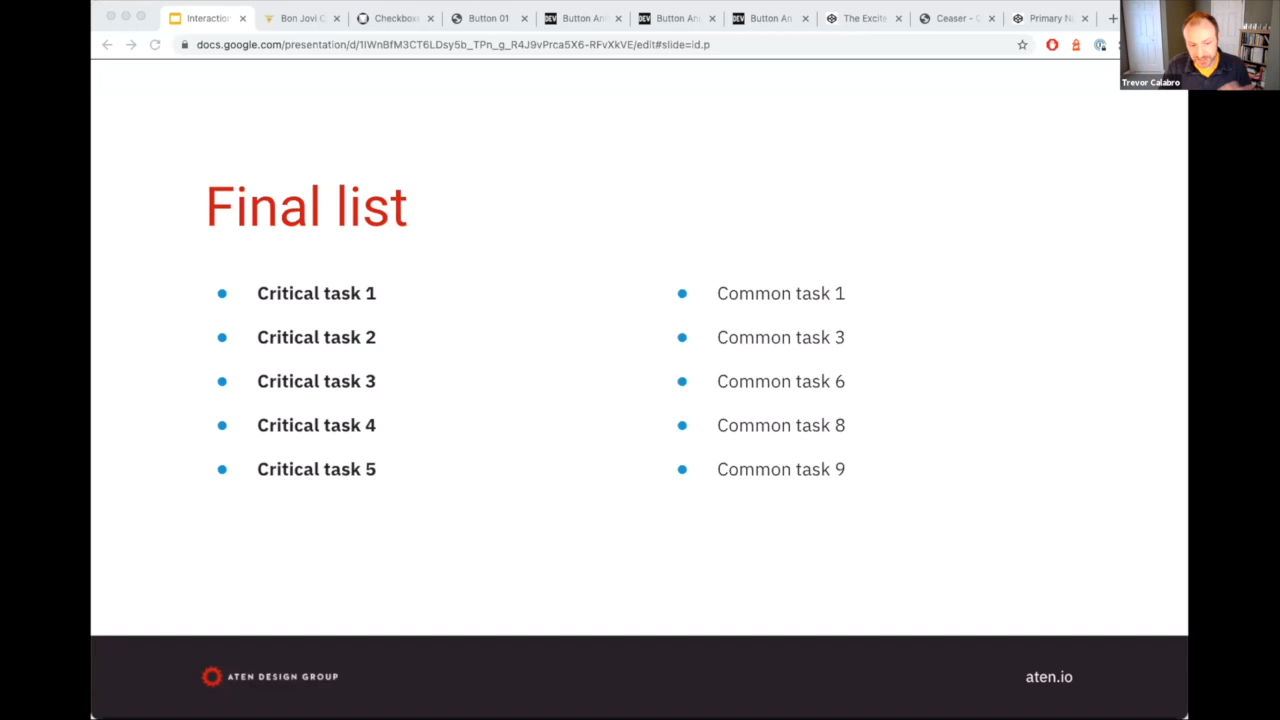 Interaction
Bon Jovi C
Checkbox
Button 01
Button An
Button An
Button An
The Excite
Ceaser - C
Primary N
docs.google.com/presentation/d/1lWnBfM3CT6LDsy5b_TPn_g_R4J9vPrca5X6-RFvXkVE/edit#slide=id.p
Trevor Calabro
Final list
Critical task 1
Critical task 2
Critical task 3
Critical task 4
Critical task 5
Common task 1
Common task 3
Common task 6
Common task 8
Common task 9
ATEN DESIGN GROUP
aten.io